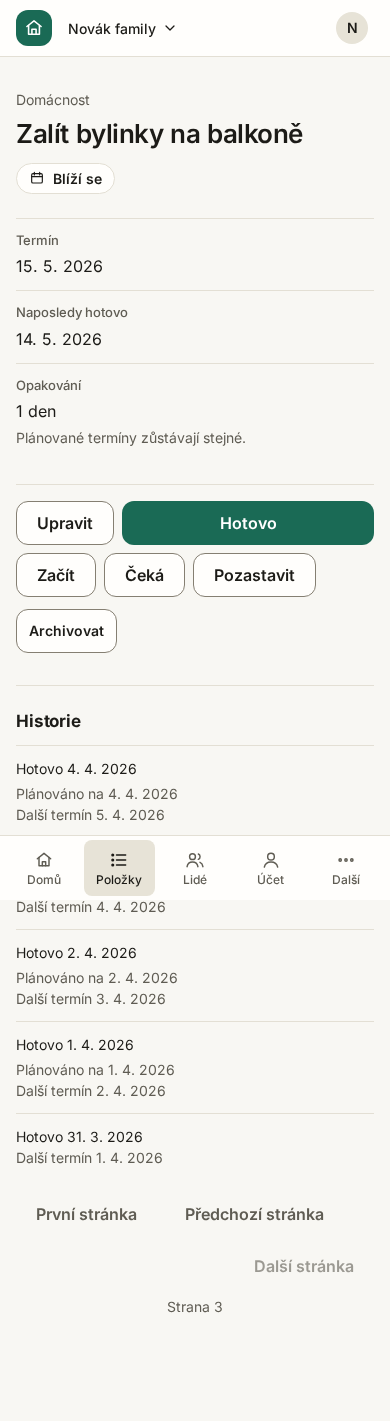 Novák family
N
Domácnost
Zalít bylinky na balkoně
Blíží se
Termín
15. 5. 2026
Naposledy hotovo
14. 5. 2026
Opakování
1 den
Plánované termíny zůstávají stejné.
Upravit
Hotovo
Začít
Čeká
Pozastavit
Archivovat
Historie
Hotovo 4. 4. 2026
Plánováno na 4. 4. 2026
Další termín 5. 4. 2026
Domů
Položky
Lidé
Účet
Další
Další termín 4. 4. 2026
Hotovo 2. 4. 2026
Plánováno na 2. 4. 2026
Další termín 3. 4. 2026
Hotovo 1. 4. 2026
Plánováno na 1. 4. 2026
Další termín 2. 4. 2026
Hotovo 31. 3. 2026
Další termín 1. 4. 2026
První stránka
Předchozí stránka
Další stránka
Strana 3